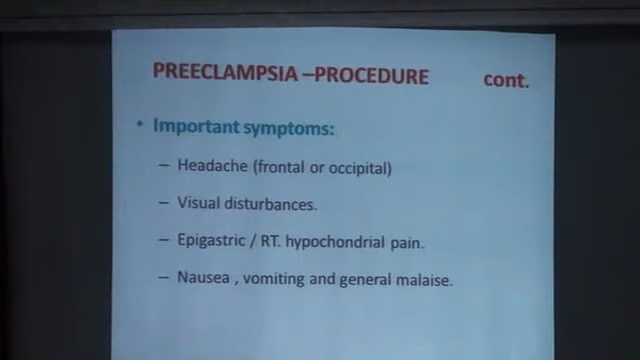 PREECLAMPSIA –PROCEDURE cont.
• Important symptoms:
– Headache (frontal or occipital)
– Visual disturbances.
– Epigastric / RT. hypochondrial pain.
– Nausea , vomiting and general malaise.